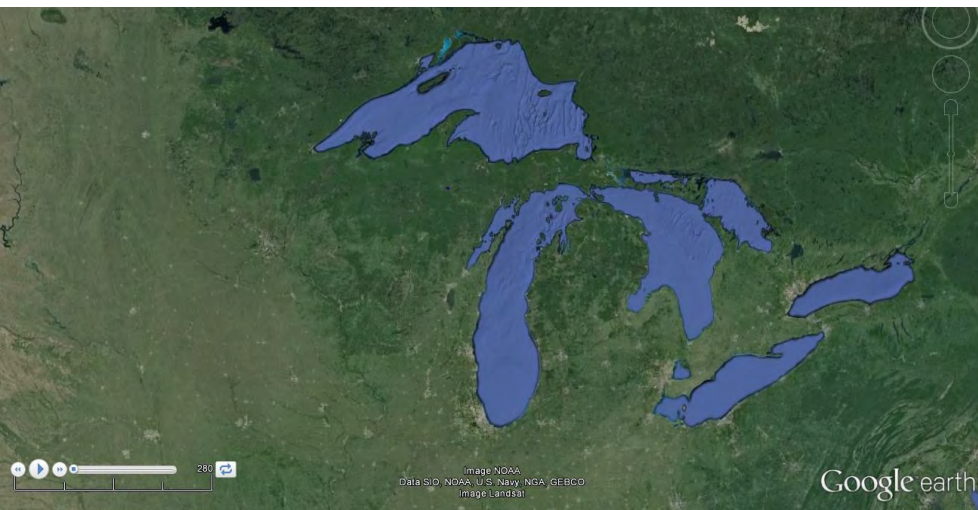 280
Image NOAA
Data SIO, NOAA, U.S. Navy, NGA, GEBCO
Image Landsat
Google earth